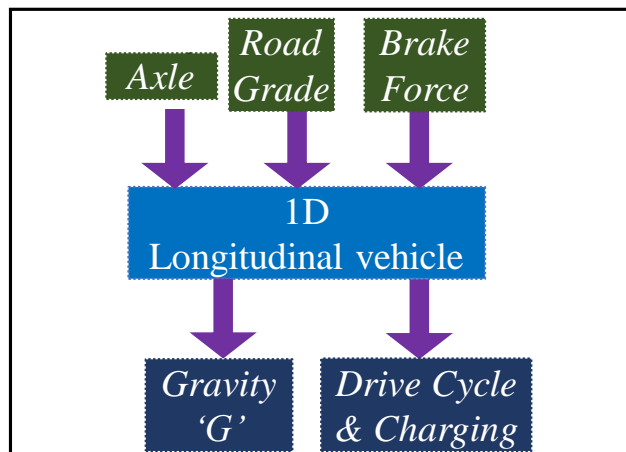 Axle
Road
Grade
Brake
Force
1D
Longitudinal vehicle
Gravity
‘G’
Drive Cycle
& Charging